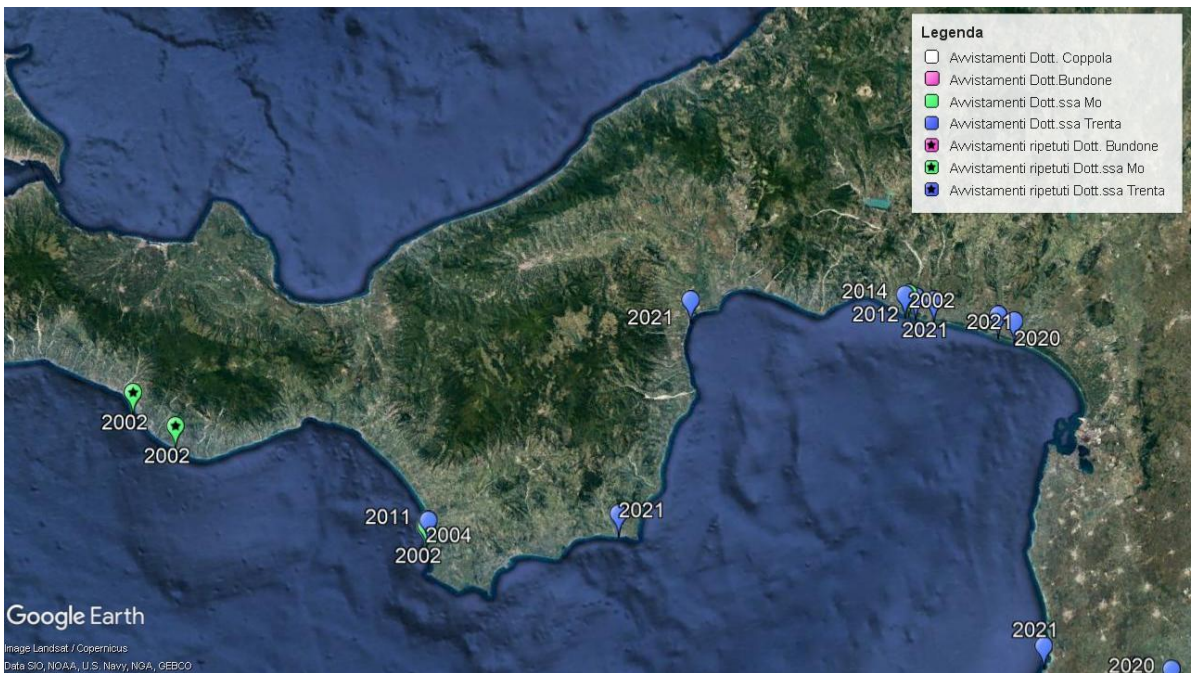 Legenda
Avvistamenti Dott. Coppola
Avvistamenti Dott.Bundone
Avvistamenti Dott.ssa Mo
Avvistamenti Dott.ssa Trenta
Avvistamenti ripetuti Dott. Bundone
Avvistamenti ripetuti Dott.ssa Mo
Avvistamenti ripetuti Dott.ssa Trenta
2014
2002
2021
2012
2021
2021
2020
2002
2002
2021
2011
2004
2002
2021
2020
Google Earth
Image Landsat / Copernicus
Data SIO, NOAA, U.S. Navy, NGA, GEBCO